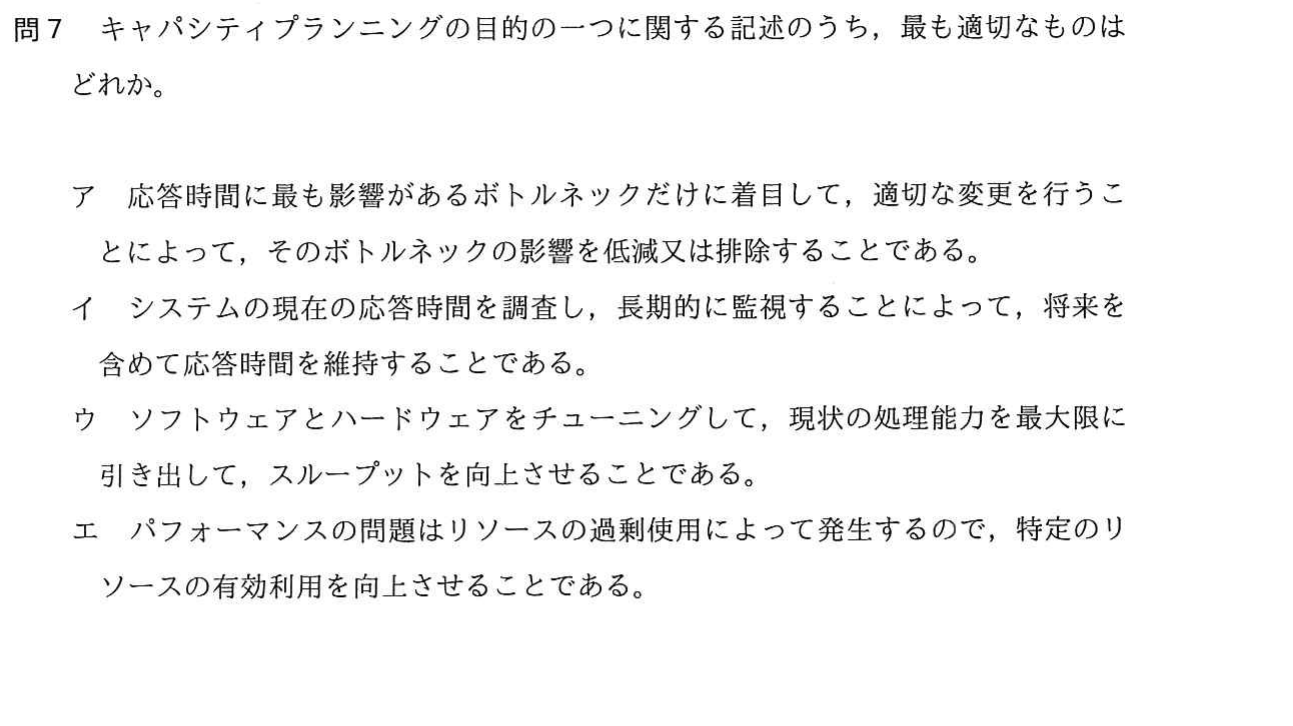 問7 キャパシティプランニングの目的の一つに関する記述のうち，最も適切なものは
どれか。
ア 応答時間に最も影響があるボトルネックだけに着目して，適切な変更を行うこ
とによって，そのボトルネックの影響を低減又は排除することである。
イ システムの現在の応答時間を調査し，長期的に監視することによって，将来を
含めて応答時間を維持することである。
ウ ソフトウェアとハードウェアをチューニングして，現状の処理能力を最大限に
引き出して，スループットを向上させることである。
エ パフォーマンスの問題はリソースの過剰使用によって発生するので，特定のリ
ソースの有効利用を向上させることである。